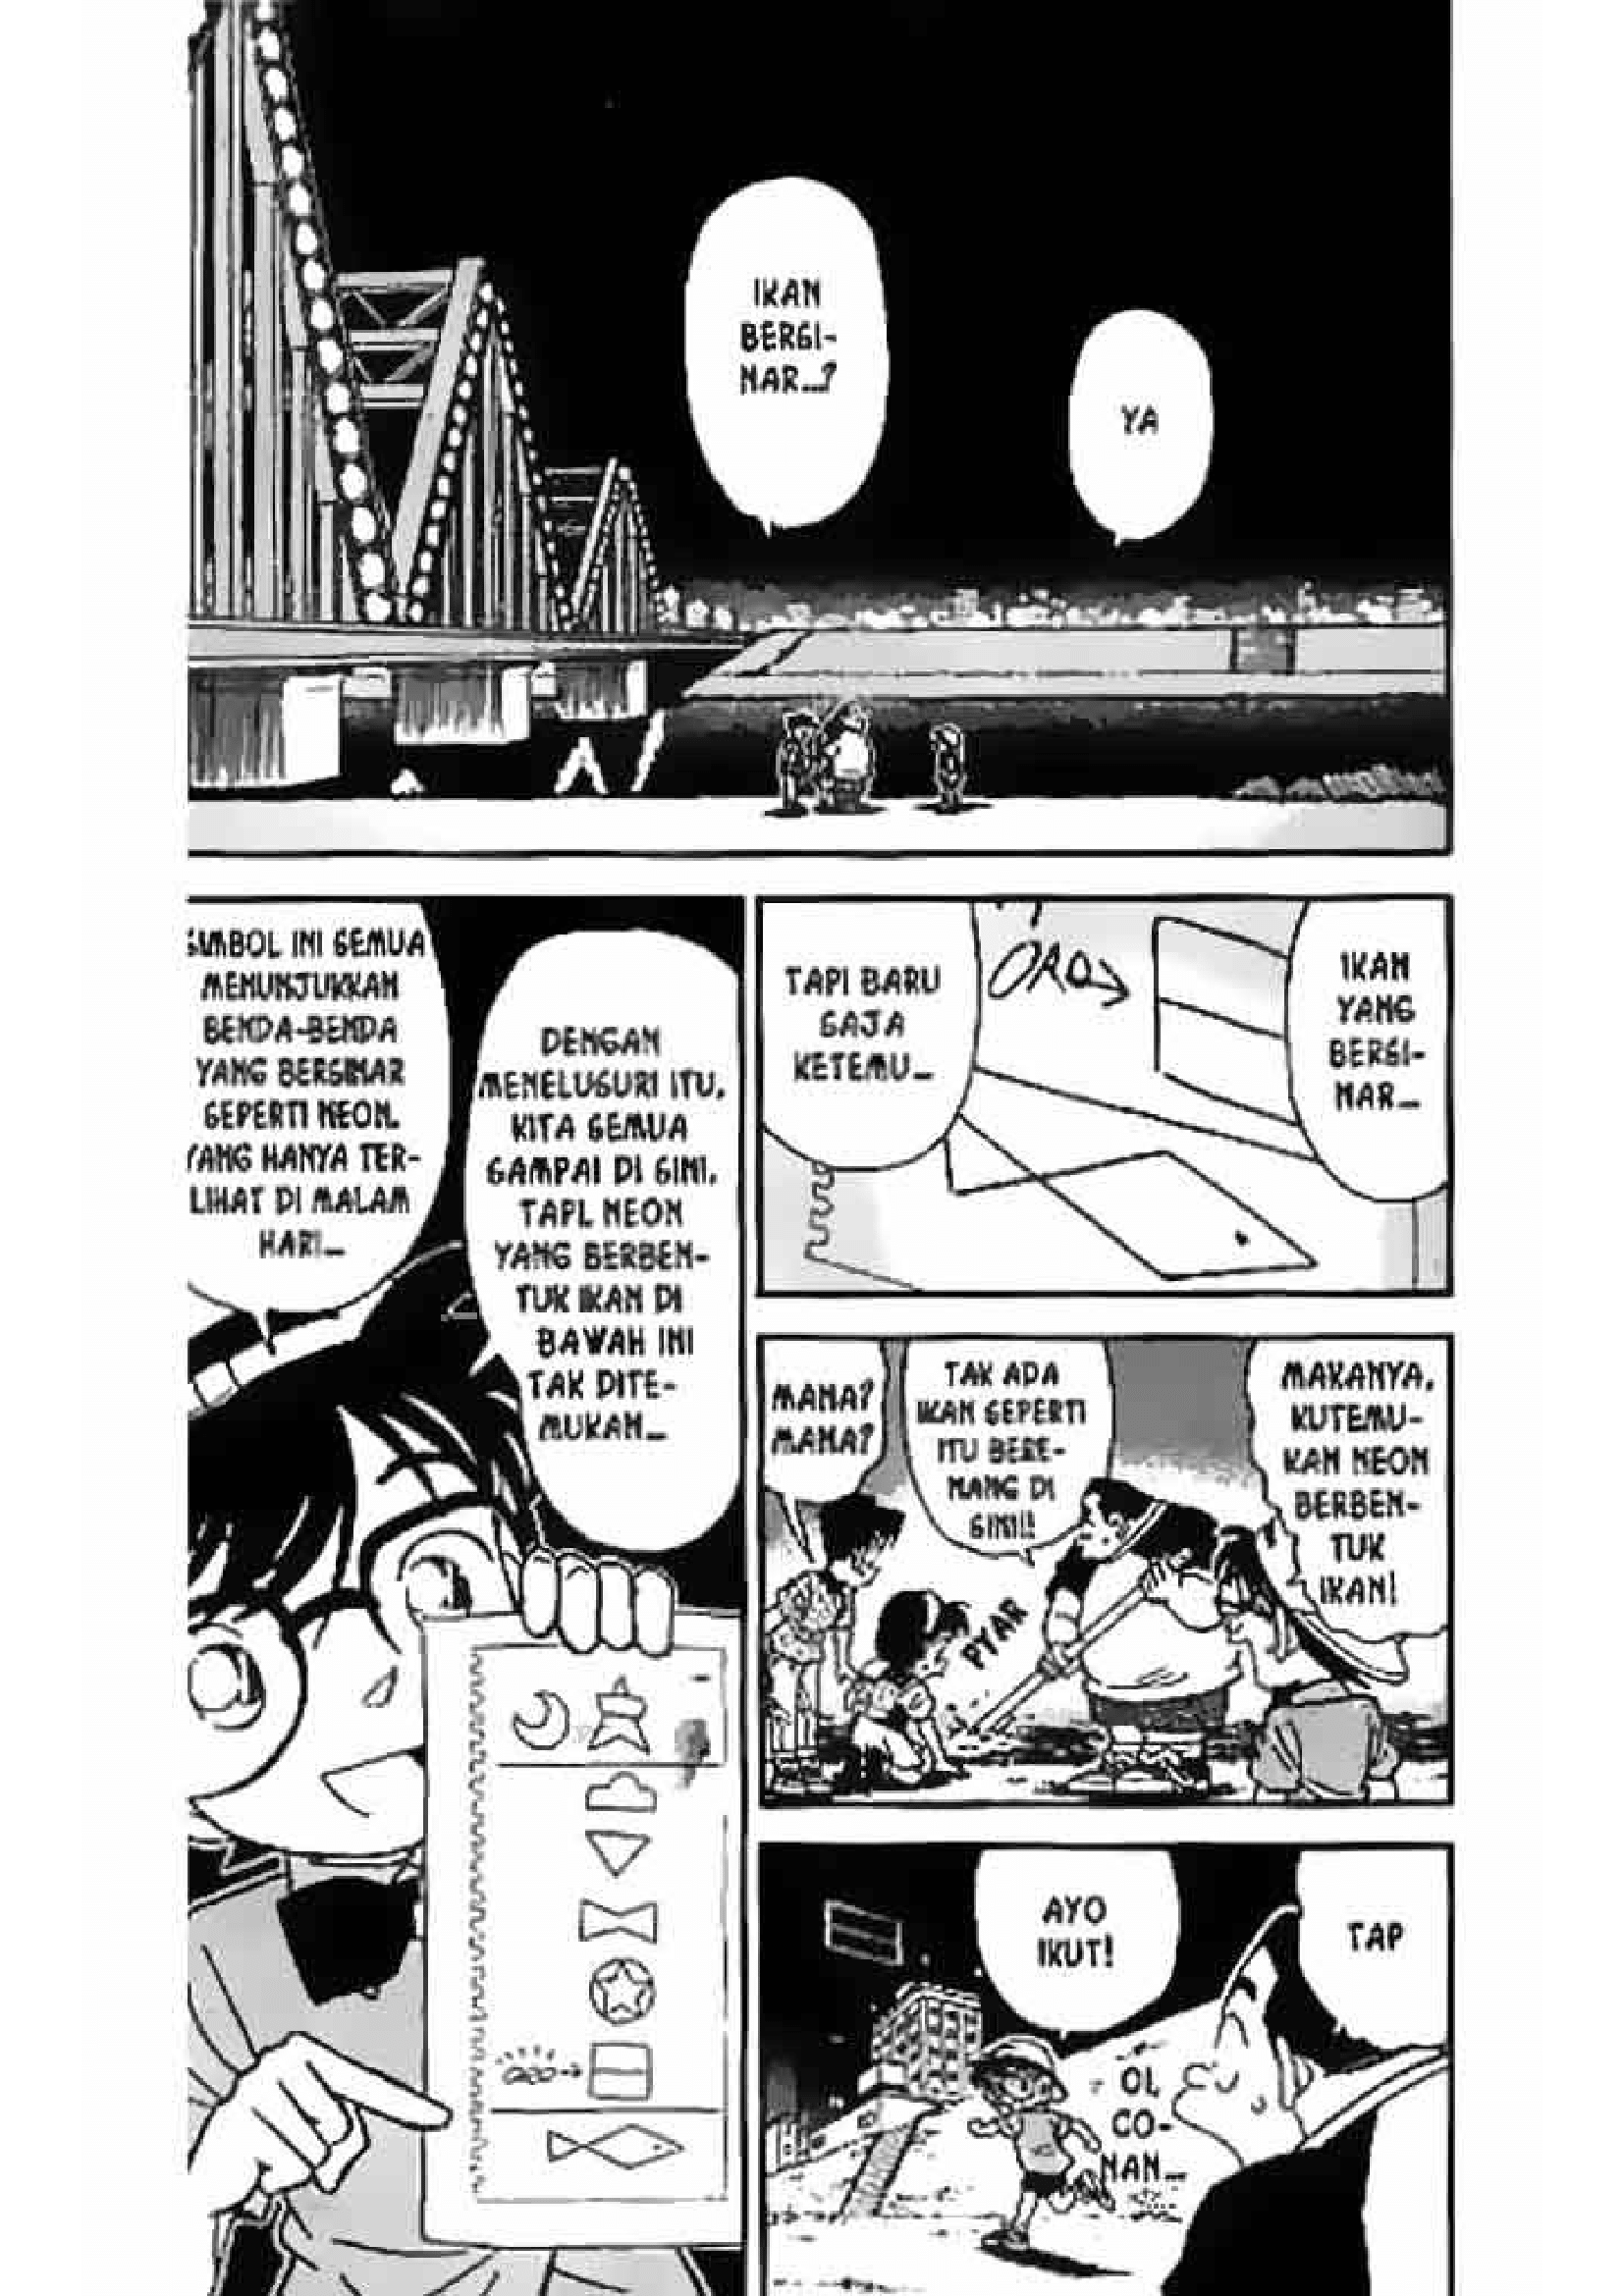 IKAN
BERSI-
NAR...?
YA
SIMBOL INI SEMUA
MENUNJUKKAN
BENDA-BENDA
YANG BERSINAR
SEPERTI NEON.
YANG HANYA TER-
LIHAT DI MALAM
HARI...
DENGAN
MENELUSURI ITU,
KITA SEMUA
SAMPAI DI SINI.
TAPI, NEON
YANG BERBEN-
TUK IKAN DI
BAWAH INI
TAK DITE-
MUKAN...
ORO→
TAPI BARU
SAJA
KETEMU...
ORO→
IKAN
YANG
BERSI-
NAR...
MANA?
MANA?
TAK ADA
IKAN SEPERTI
ITU BERE-
NANG DI
SINI!!
PYAR
MAKANYA,
KUTEMU-
KAN NEON
BERBEN-
TUK
IKAN!
AYO
IKUT!
OI,
CO-
NAN...
TAP